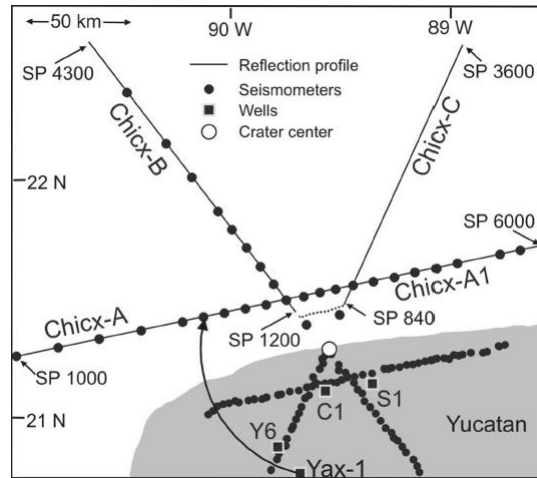 50 km
90 W
89 W
SP 4300
Reflection profile
Seismometers
Wells
Crater center
SP 3600
Chicx-B
Chicx-C
22 N
SP 6000
Chicx-A
Chicx-A1
SP 1200
SP 840
SP 1000
21 N
C1
S1
Y6
Yucatan
Yax-1